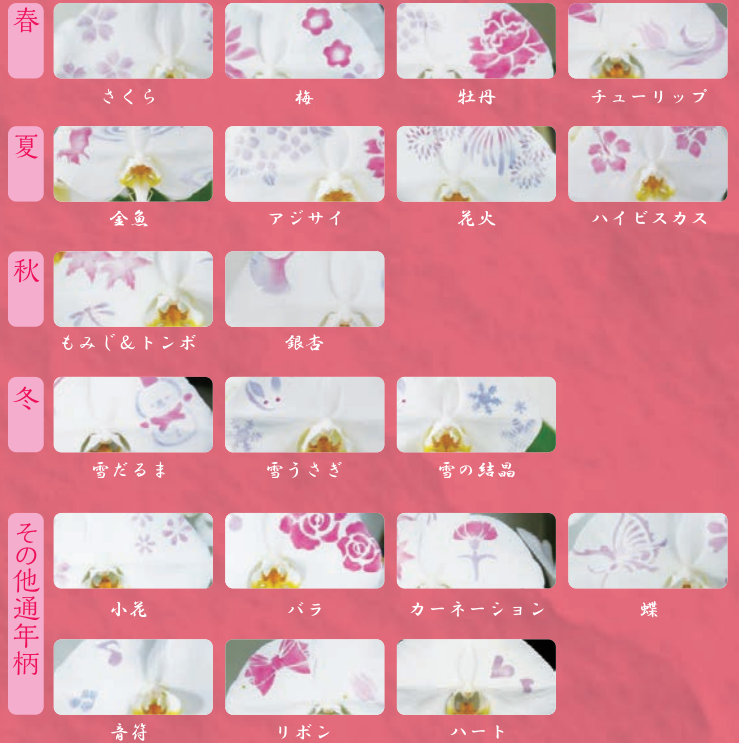 春
さくら
梅
牡丹
チューリップ
夏
金魚
アジサイ
花火
ハイビスカス
秋
もみじ＆トンボ
銀杏
冬
雪だるま
雪うさぎ
雪の結晶
その他通年柄
小花
バラ
カーネーション
蝶
音符
リボン
ハート